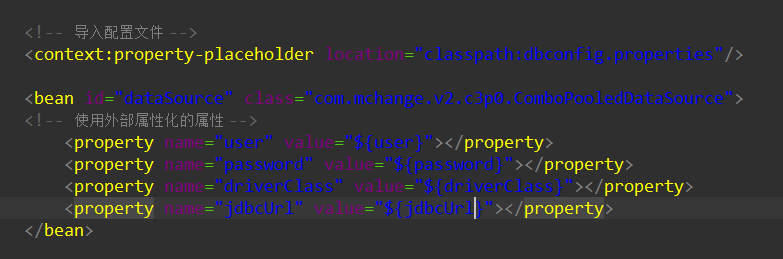 <!-- 导入配置文件 -->
<context:property-placeholder location="classpath:dbconfig.properties"/>
<bean id="dataSource" class="com.mchange.v2.c3p0.ComboPooledDataSource">
<!-- 使用外部属性化的属性 -->
<property name="user" value="${user}"></property>
<property name="password" value="${password}"></property>
<property name="driverClass" value="${driverClass}"></property>
<property name="jdbcUrl" value="${jdbcUrl}"></property>
</bean>